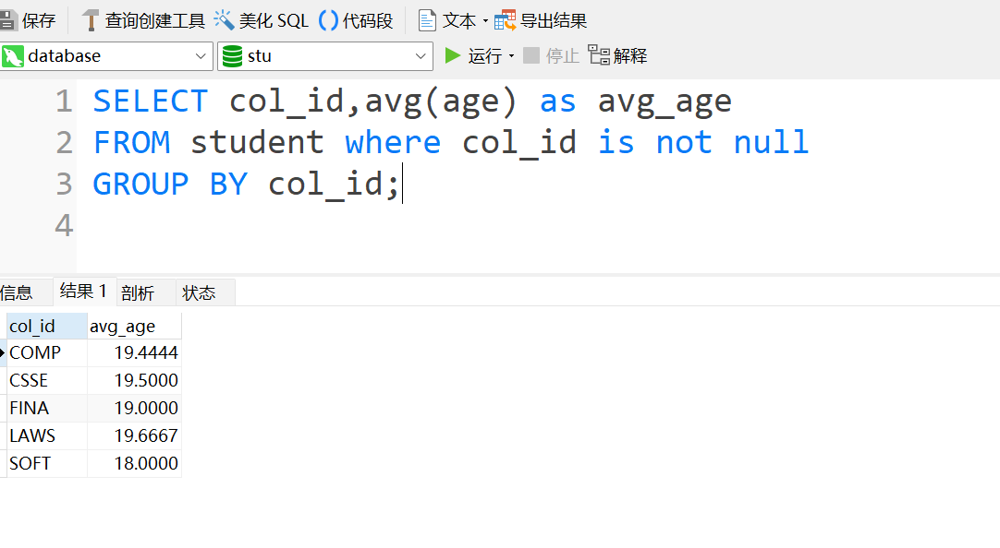 保存 查询创建工具 美化 SQL 代码段 文本 导出结果
database stu 运行 停止 解释
1 SELECT col_id,avg(age) as avg_age
2 FROM student where col_id is not null
3 GROUP BY col_id;
4
信息 结果 1 剖析 状态
col_id avg_age
COMP 19.4444
CSSE 19.5000
FINA 19.0000
LAWS 19.6667
SOFT 18.0000